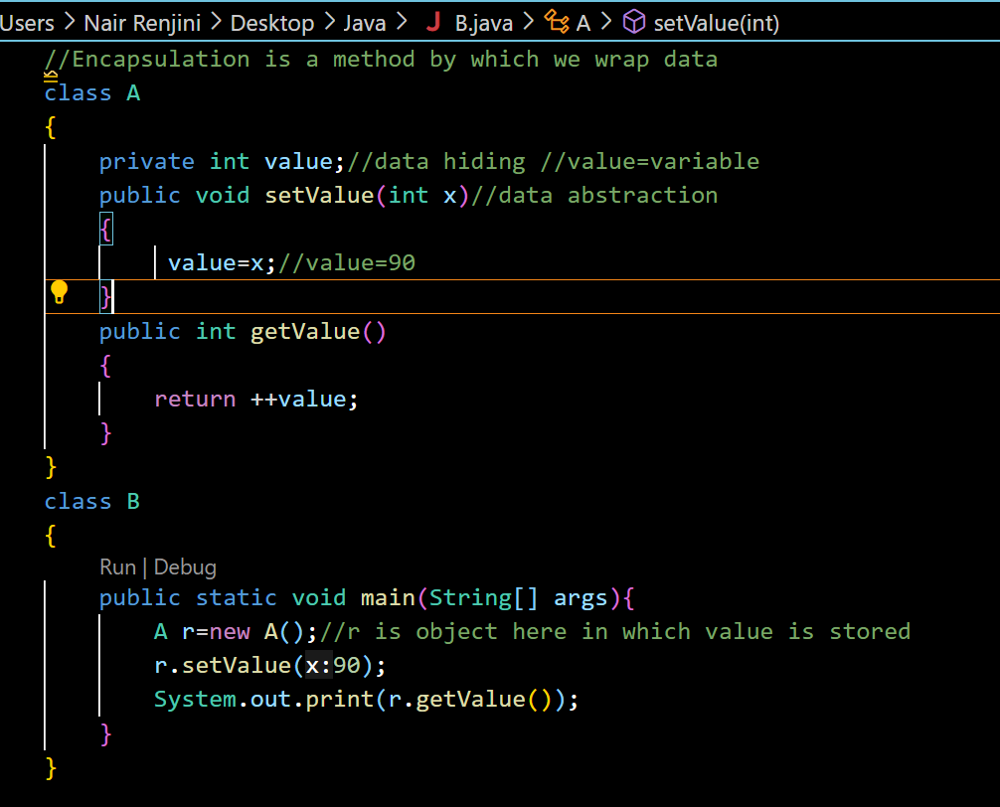 Users > Nair Renjini > Desktop > Java > J B.java > A > setValue(int)
//Encapsulation is a method by which we wrap data
class A
{
private int value;//data hiding //value=variable
public void setValue(int x)//data abstraction
{
value=x;//value=90
}
public int getValue()
{
return ++value;
}
}
class B
{
Run | Debug
public static void main(String[] args){
A r=new A();//r is object here in which value is stored
r.setValue(x:90);
System.out.print(r.getValue());
}
}